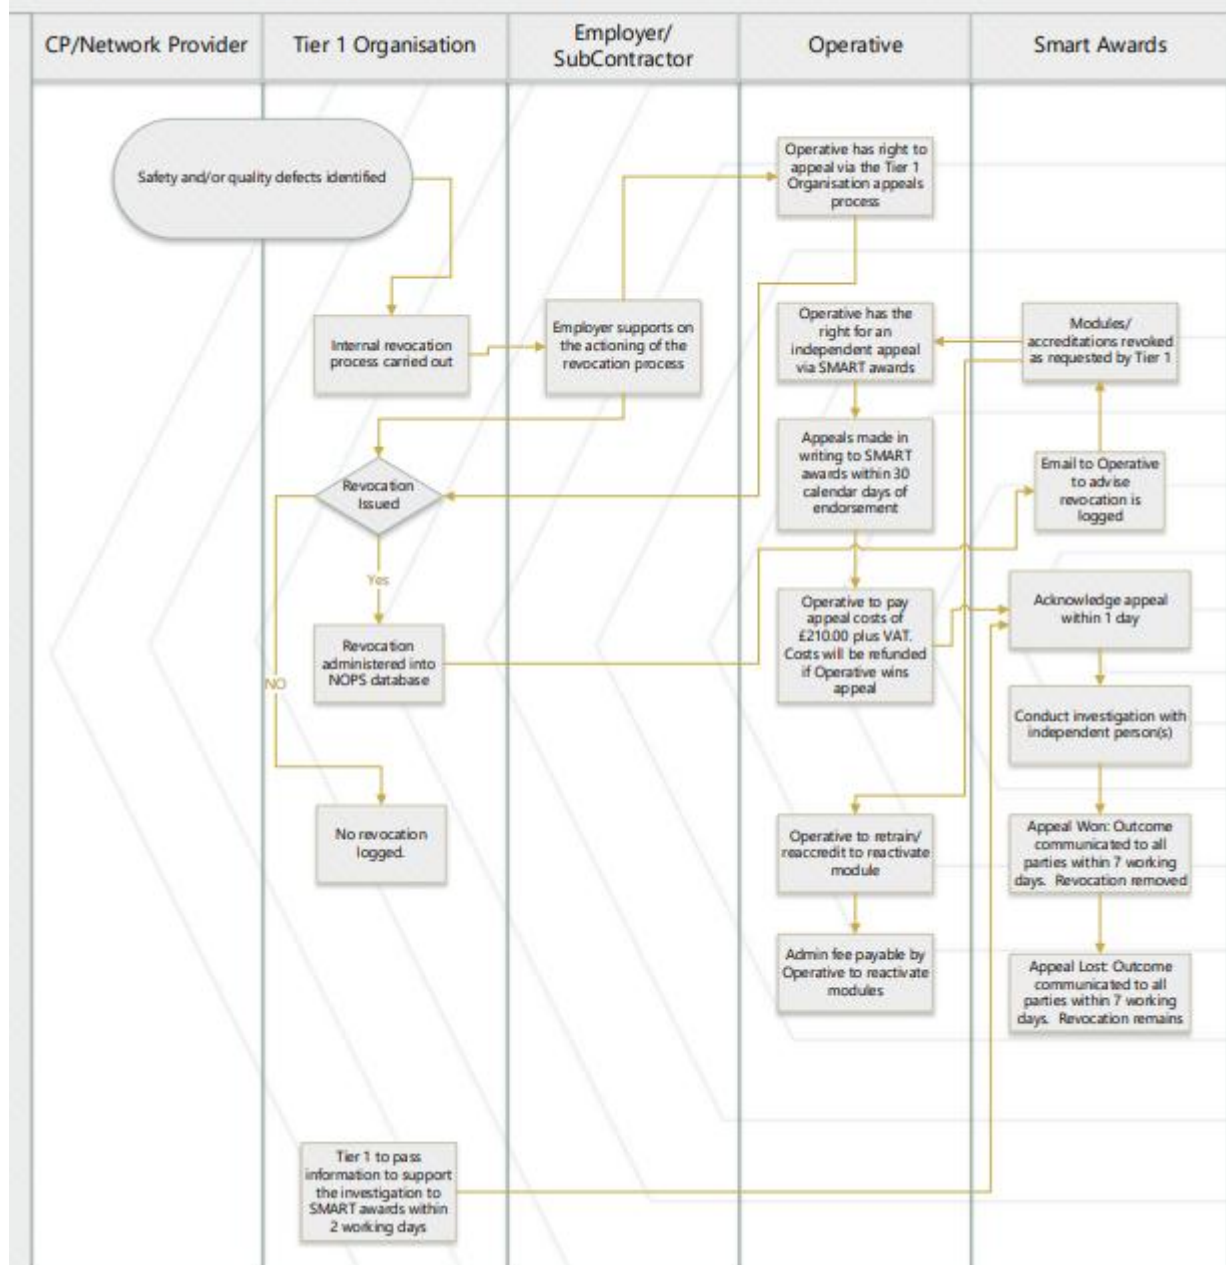 CP/Network Provider
Tier 1 Organisation
Employer/
SubContractor
Operative
Smart Awards
Safety and/or quality defects identified
Operative has right to
appeal via the Tier 1
Organisation appeals
process
Internal revocation
process carried out
Employer supports on
the actioning of the
revocation process
Operative has the
right for an
independent appeal
via SMART awards
Modules/
accreditations revoked
as requested by Tier 1
Revocation
Issued
Appeals made in
writing to SMART
awards within 30
calendar days of
endorsement
Email to Operative
to advise
revocation is
logged
Yes
Revocation
administered into
NOPS database
Operative to pay
appeal costs of
£210.00 plus VAT.
Costs will be refunded
if Operative wins
appeal
Acknowledge appeal
within 1 day
NO
Conduct investigation with
independent person(s)
No revocation
logged.
Operative to retrain/
reaccredit to reactivate
module
Appeal Won: Outcome
communicated to all
parties within 7 working
days. Revocation removed
Admin fee payable by
Operative to reactivate
modules
Appeal Lost: Outcome
communicated to all
parties within 7 working
days. Revocation remains
Tier 1 to pass
information to support
the investigation to
SMART awards within
2 working days